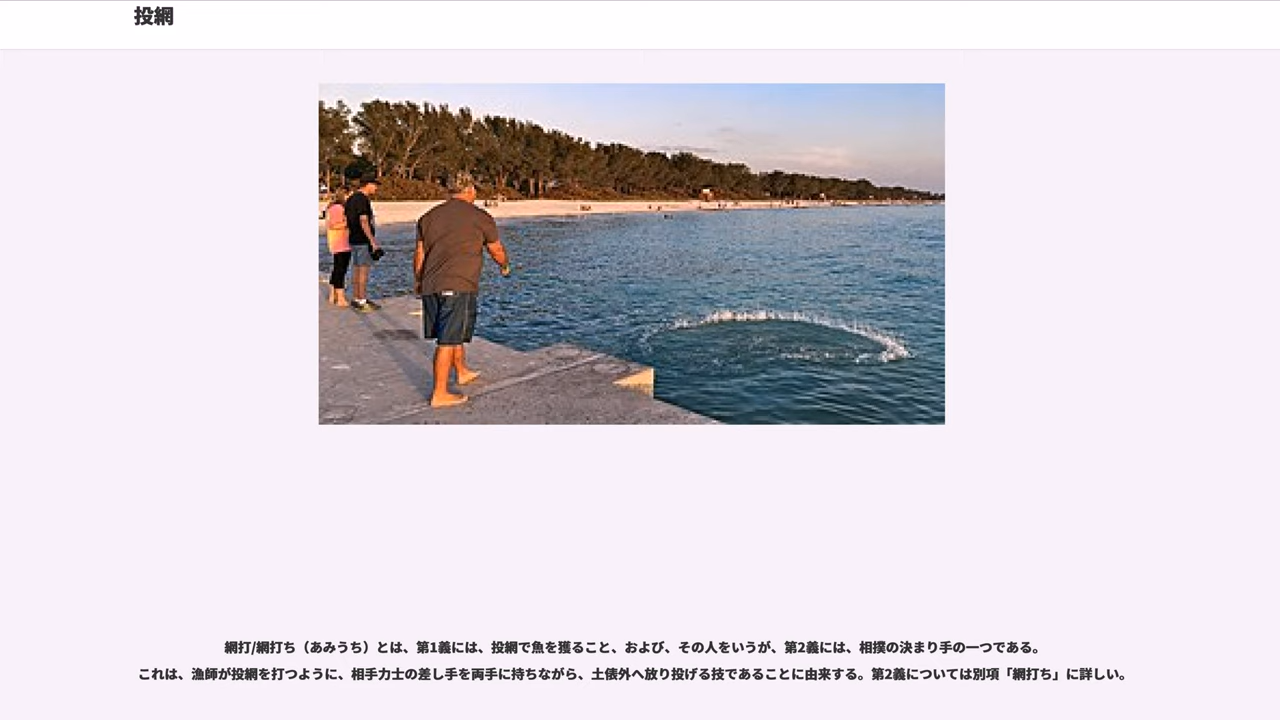 投網
網打/網打ち（あみうち）とは、第1義には、投網で魚を獲ること、および、その人をいうが、第2義には、相撲の決まり手の一つである。
これは、漁師が投網を打つように、相手力士の差し手を両手に持ちながら、土俵外へ放り投げる技であることに由来する。第2義については別項「網打ち」に詳しい。